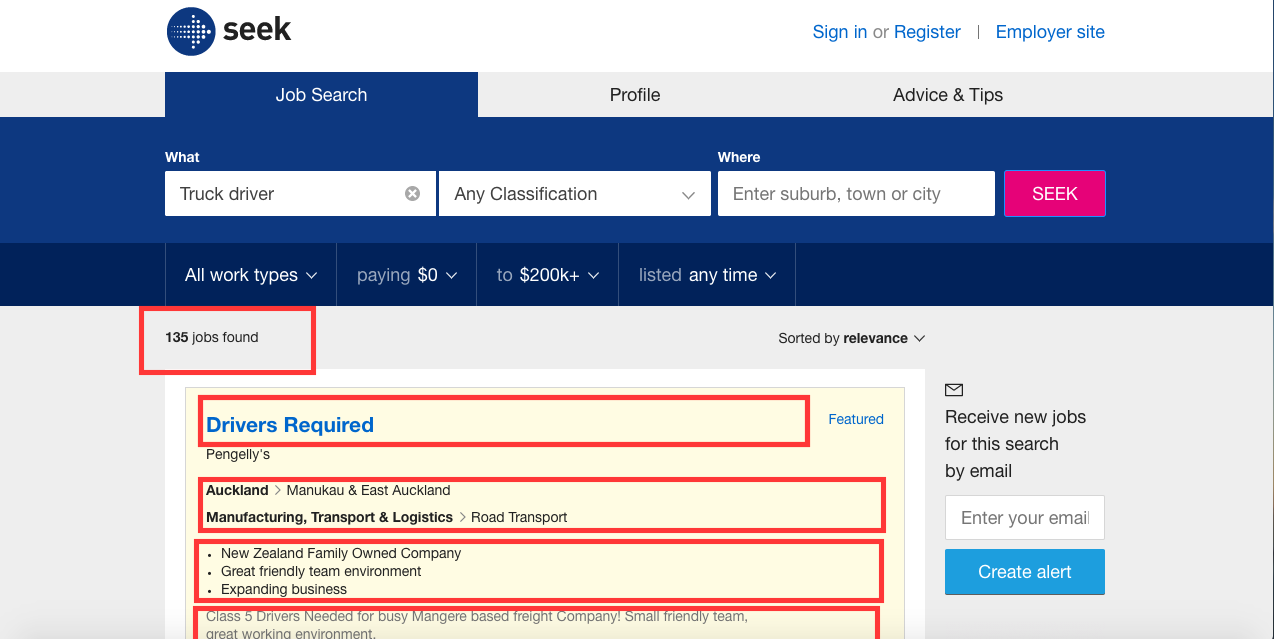 seek
Sign in or Register | Employer site
Job Search Profile Advice & Tips
What Where
Truck driver Any Classification Enter suburb, town or city SEEK
All work types paying $0 to $200k+ listed any time
135 jobs found Sorted by relevance
Drivers Required Featured
Pengelly's
Auckland > Manukau & East Auckland
Manufacturing, Transport & Logistics > Road Transport
• New Zealand Family Owned Company
• Great friendly team environment
• Expanding business
Class 5 Drivers Needed for busy Mangere based freight Company! Small friendly team,
great working environment.
Receive new jobs
for this search
by email
Enter your email
Create alert